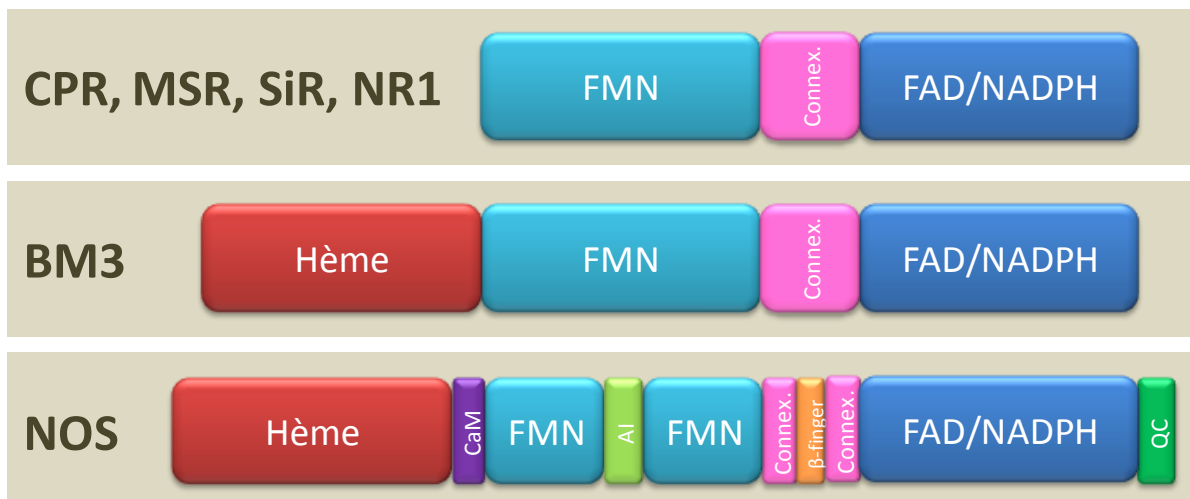 CPR, MSR, SiR, NR1
FMN
Connex.
FAD/NADPH
BM3
Hème
FMN
Connex.
FAD/NADPH
NOS
Hème
CaM
FMN
AI
FMN
Connex.
β-finger
Connex.
FAD/NADPH
QC